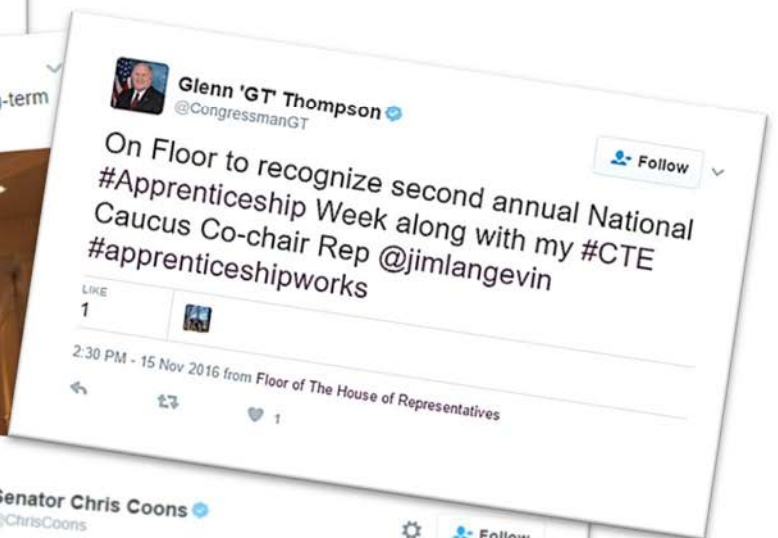 -term
Glenn 'GT' Thompson
@CongressmanGT
Follow
On Floor to recognize second annual National
#Apprenticeship Week along with my #CTE
Caucus Co-chair Rep @jimlangevin
#apprenticeshipworks
LIKE
1
2:30 PM - 15 Nov 2016 from Floor of The House of Representatives
1
Senator Chris Coons
@ChrisCoons
Follow